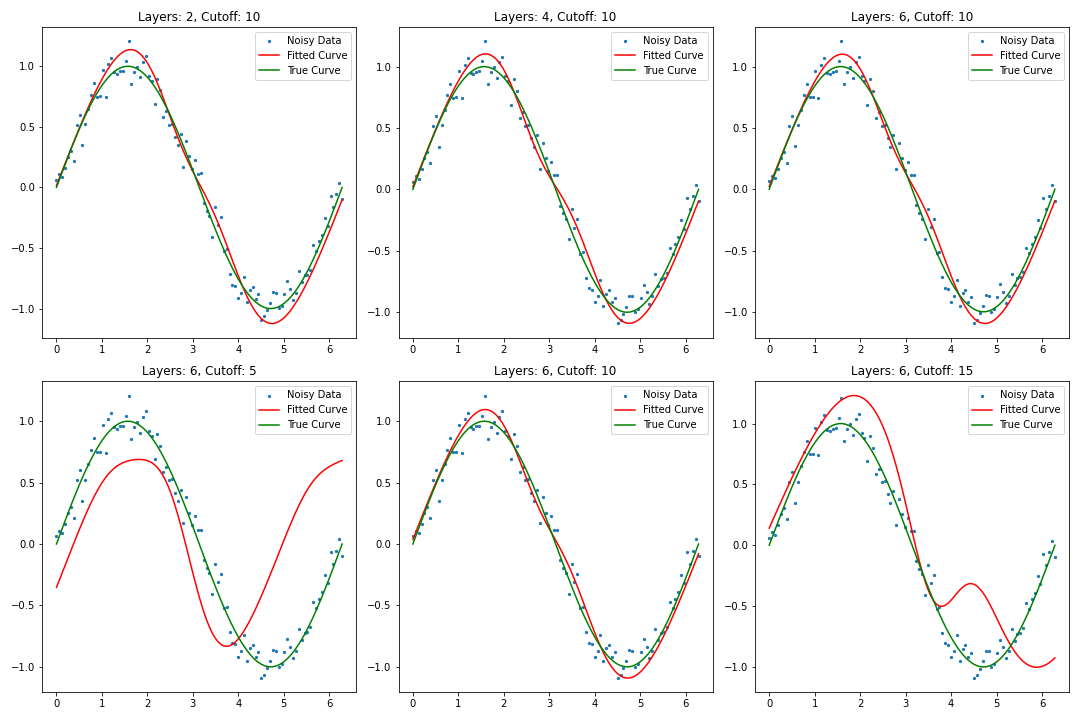 Layers: 2, Cutoff: 10
Noisy Data
Fitted Curve
True Curve
1.0
0.5
0.0
−0.5
−1.0
0 1 2 3 4 5 6
Layers: 4, Cutoff: 10
Noisy Data
Fitted Curve
True Curve
1.0
0.5
0.0
−0.5
−1.0
0 1 2 3 4 5 6
Layers: 6, Cutoff: 10
Noisy Data
Fitted Curve
True Curve
1.0
0.5
0.0
−0.5
−1.0
0 1 2 3 4 5 6
Layers: 6, Cutoff: 5
Noisy Data
Fitted Curve
True Curve
1.0
0.5
0.0
−0.5
−1.0
0 1 2 3 4 5 6
Layers: 6, Cutoff: 10
Noisy Data
Fitted Curve
True Curve
1.0
0.5
0.0
−0.5
−1.0
0 1 2 3 4 5 6
Layers: 6, Cutoff: 15
Noisy Data
Fitted Curve
True Curve
1.0
0.5
0.0
−0.5
−1.0
0 1 2 3 4 5 6